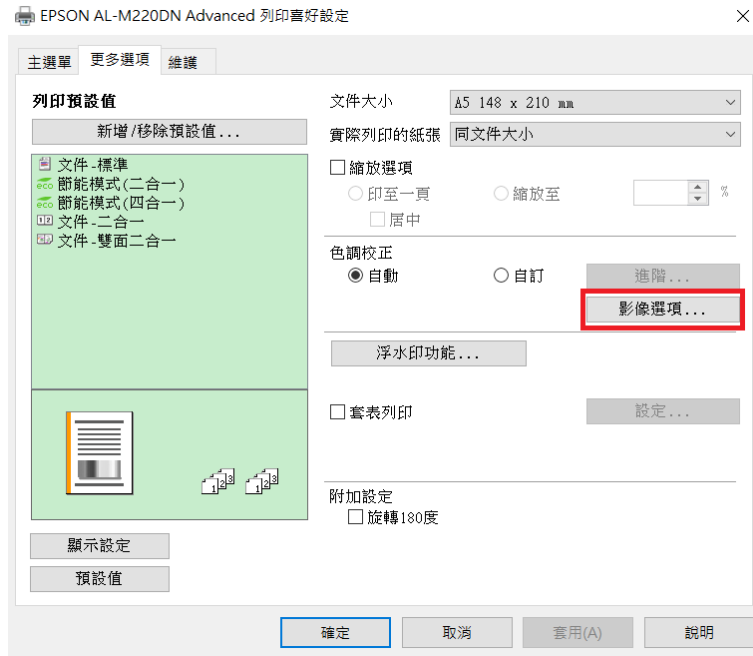 EPSON AL-M220DN Advanced 列印喜好設定
主選單 更多選項 維護
列印預設值
新增/移除預設值...
文件-標準
節能模式(二合一)
節能模式(四合一)
文件-二合一
文件-雙面二合一
顯示設定
預設值
文件大小 A5 148 x 210 mm
實際列印的紙張 同文件大小
縮放選項
印至一頁 縮放至 %
居中
色調校正
自動 自訂 進階...
影像選項...
浮水印功能...
套表列印 設定...
附加設定
旋轉180度
確定 取消 套用(A) 說明